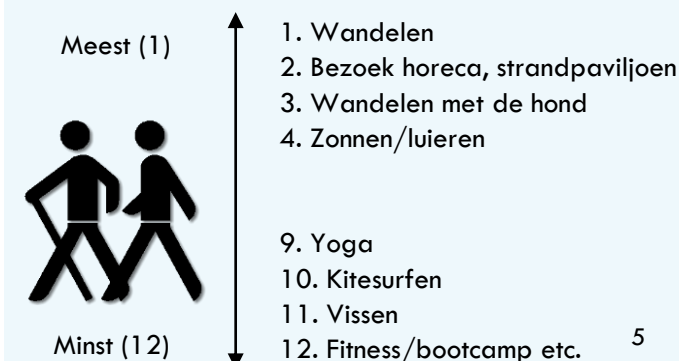 Meest (1)
1. Wandelen
2. Bezoek horeca, strandpaviljoen
3. Wandelen met de hond
4. Zonnen/luieren
9. Yoga
10. Kitesurfen
11. Vissen
12. Fitness/bootcamp etc.
Minst (12)
5